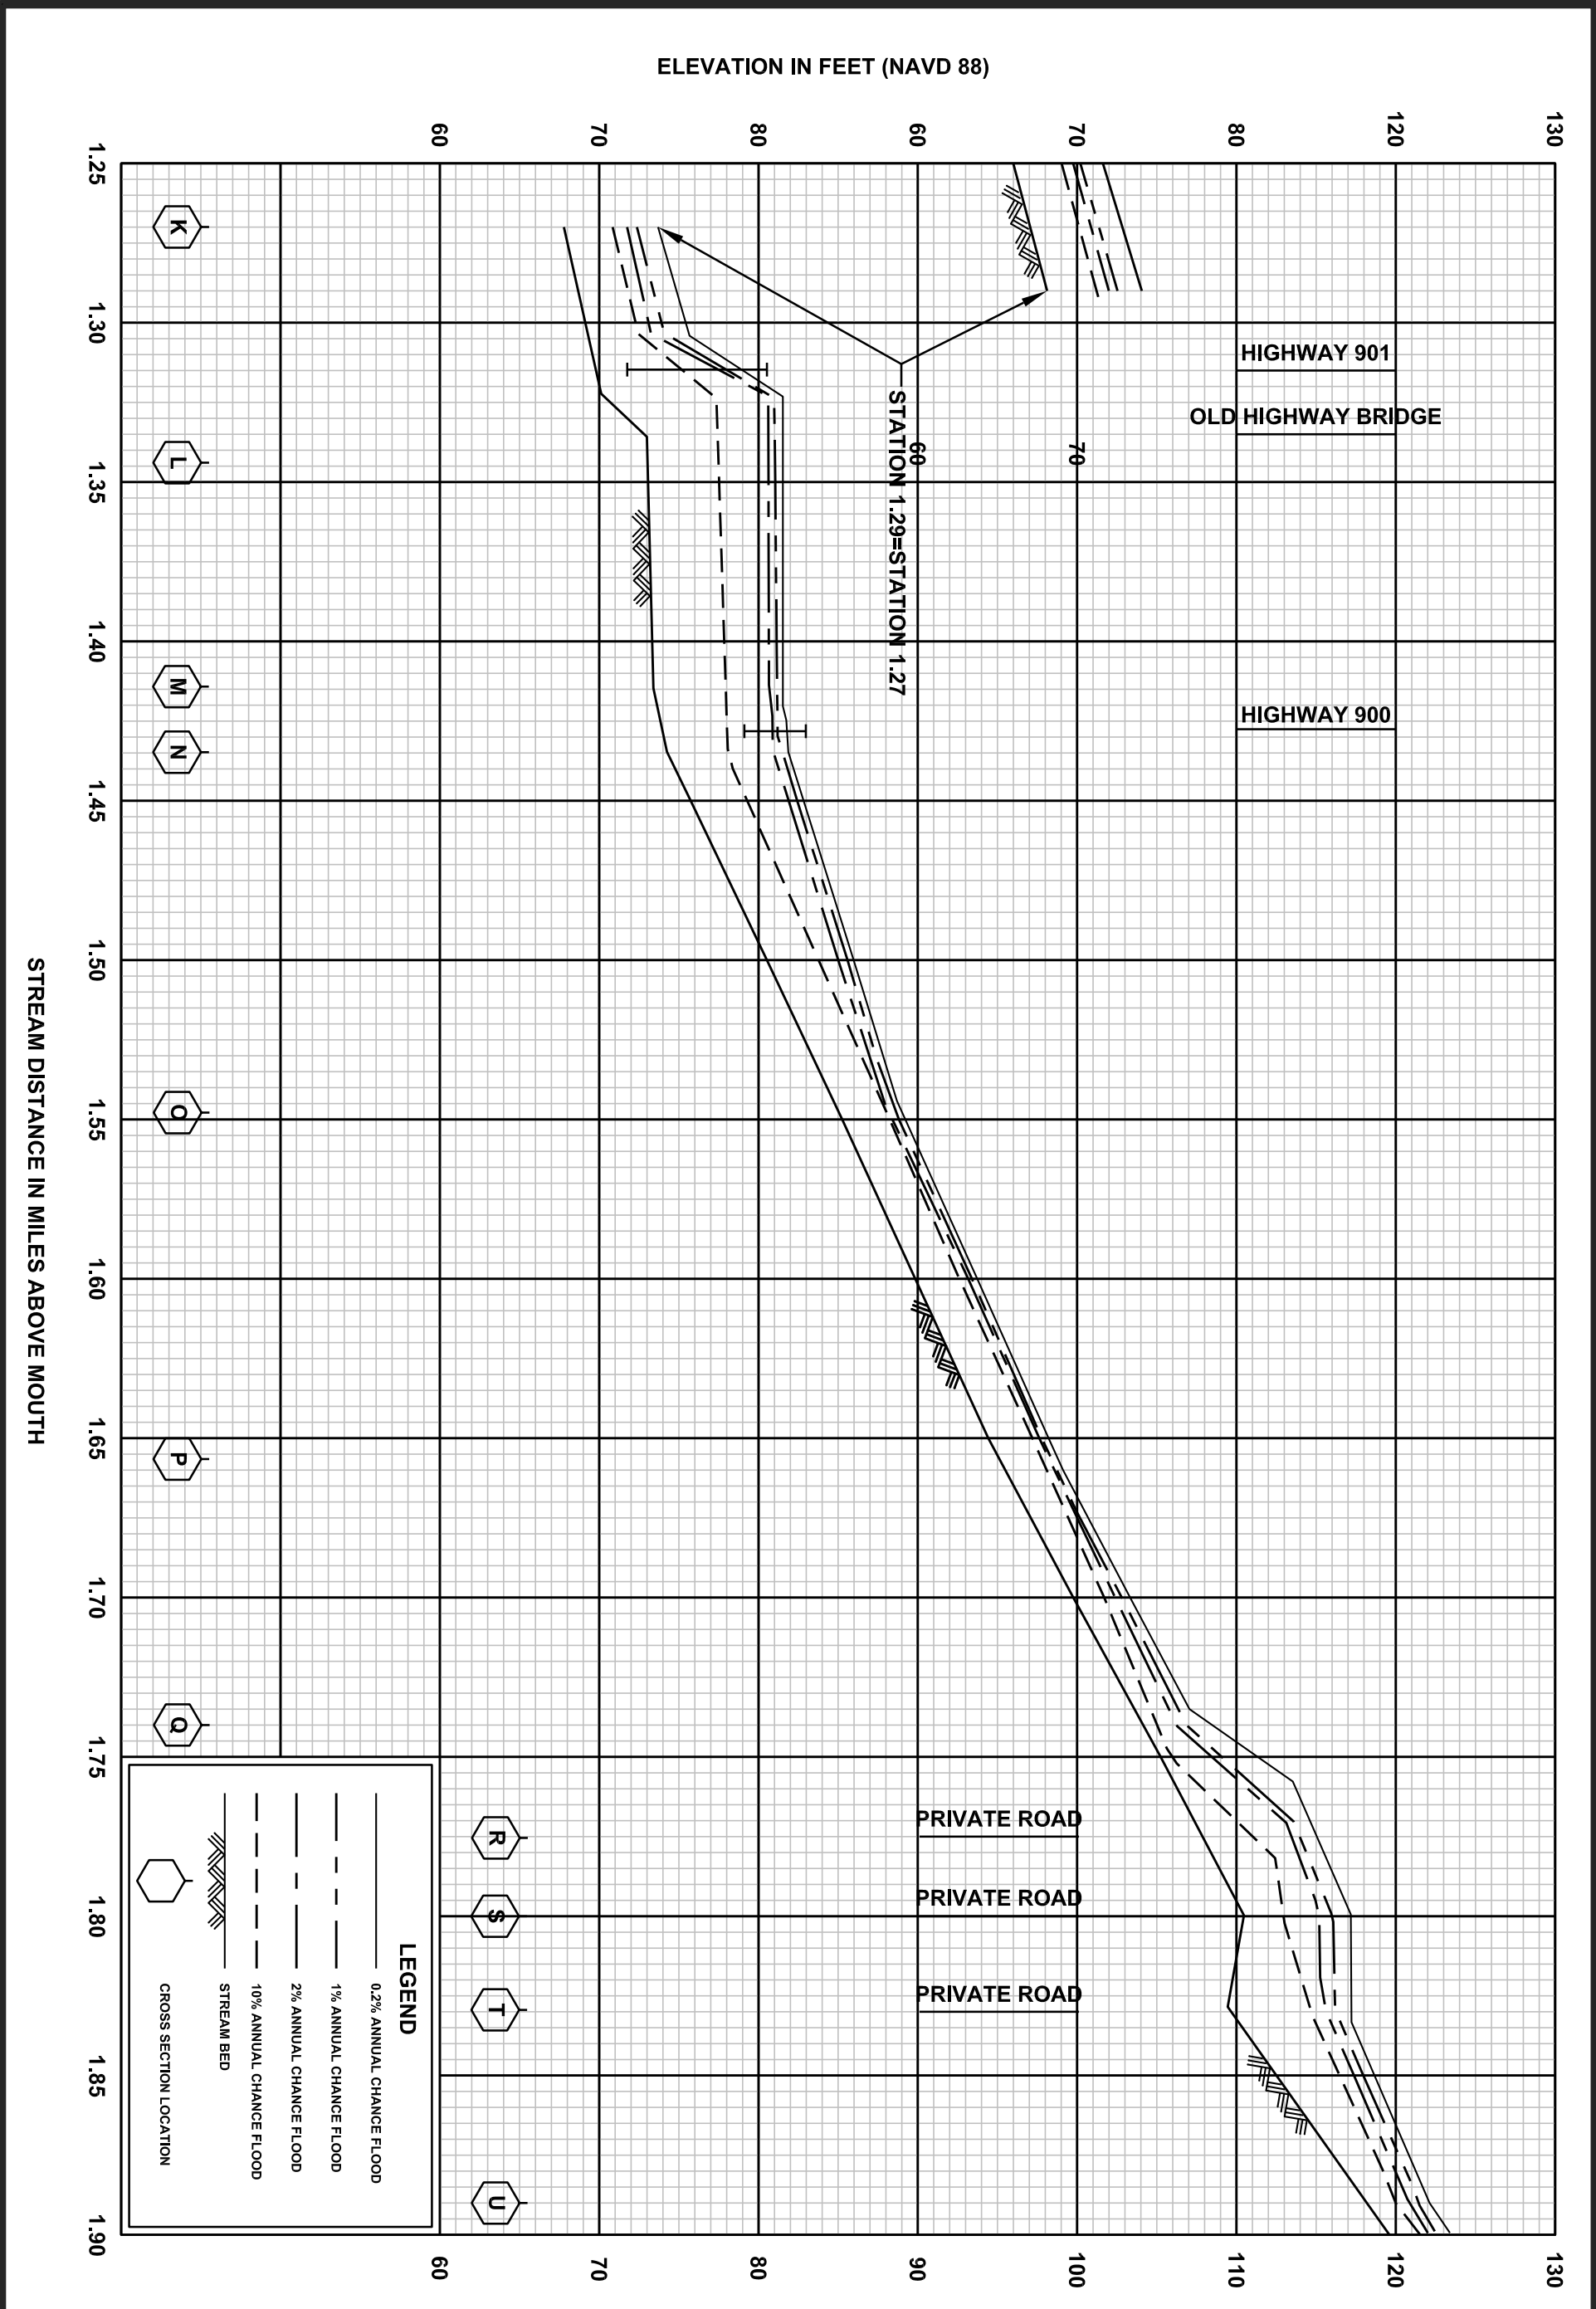 ELEVATION IN FEET (NAVD 88)
130
120
80
70
60
80
70
60
1.25
1.30
1.35
1.40
1.45
1.50
1.55
1.60
1.65
1.70
1.75
1.80
1.85
1.90
STREAM DISTANCE IN MILES ABOVE MOUTH
130
120
110
100
90
80
70
60
HIGHWAY 901
OLD HIGHWAY BRIDGE
HIGHWAY 900
70
60
STATION 1.29=STATION 1.27
PRIVATE ROAD
PRIVATE ROAD
PRIVATE ROAD
K
L
M
N
O
P
Q
R
S
T
U
LEGEND
0.2% ANNUAL CHANCE FLOOD
1% ANNUAL CHANCE FLOOD
2% ANNUAL CHANCE FLOOD
10% ANNUAL CHANCE FLOOD
STREAM BED
CROSS SECTION LOCATION